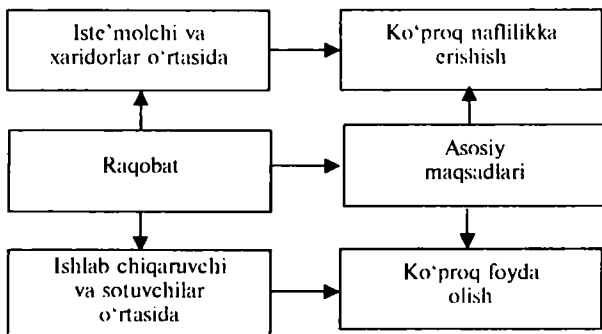 Iste’molchi va
xaridorlar o‘rtasida
Ko‘proq naflilikka
erishish
Raqobat
Asosiy
maqsadlari
Ishlab chiqaruvchi
va sotuvchilar
o‘rtasida
Ko‘proq foyda
olish